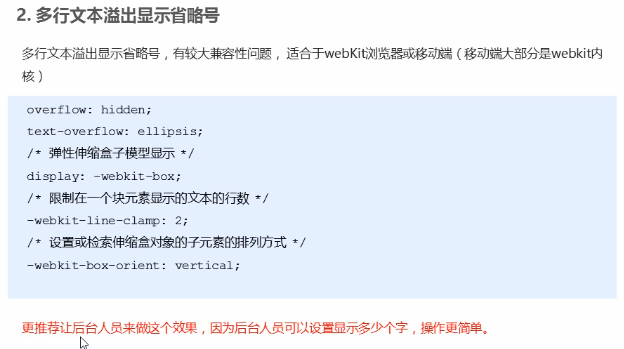 2. 多行文本溢出显示省略号
多行文本溢出显示省略号，有较大兼容性问题， 适合于webKit浏览器或移动端（移动端大部分是webkit内
核）
overflow: hidden;
text-overflow: ellipsis;
/* 弹性伸缩盒子模型显示 */
display: -webkit-box;
/* 限制在一个块元素显示的文本的行数 */
-webkit-line-clamp: 2;
/* 设置或检索伸缩盒对象的子元素的排列方式 */
-webkit-box-orient: vertical;
更推荐让后台人员来做这个效果，因为后台人员可以设置显示多少个字，操作更简单。